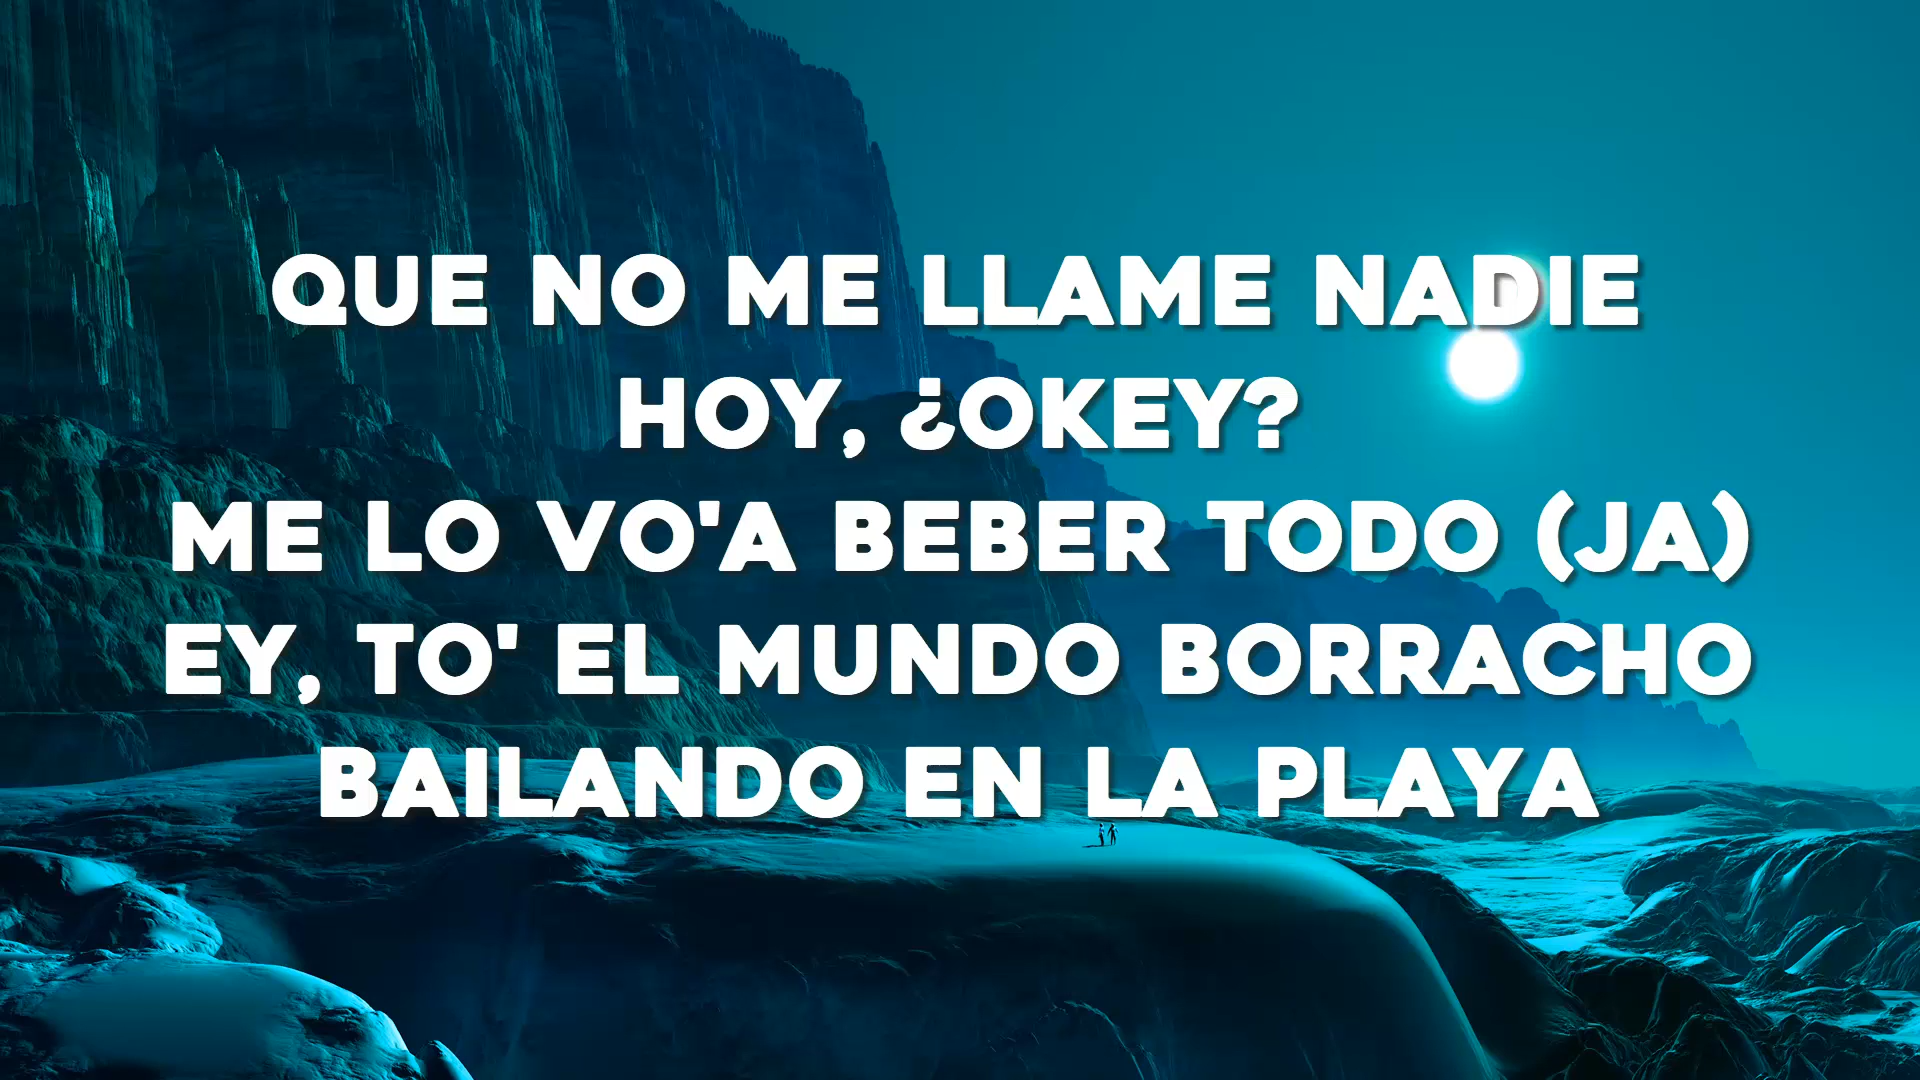 QUE NO ME LLAME NADIE
HOY, ¿OKEY?
ME LO VO'A BEBER TODO (JA)
EY, TO' EL MUNDO BORRACHO
BAILANDO EN LA PLAYA